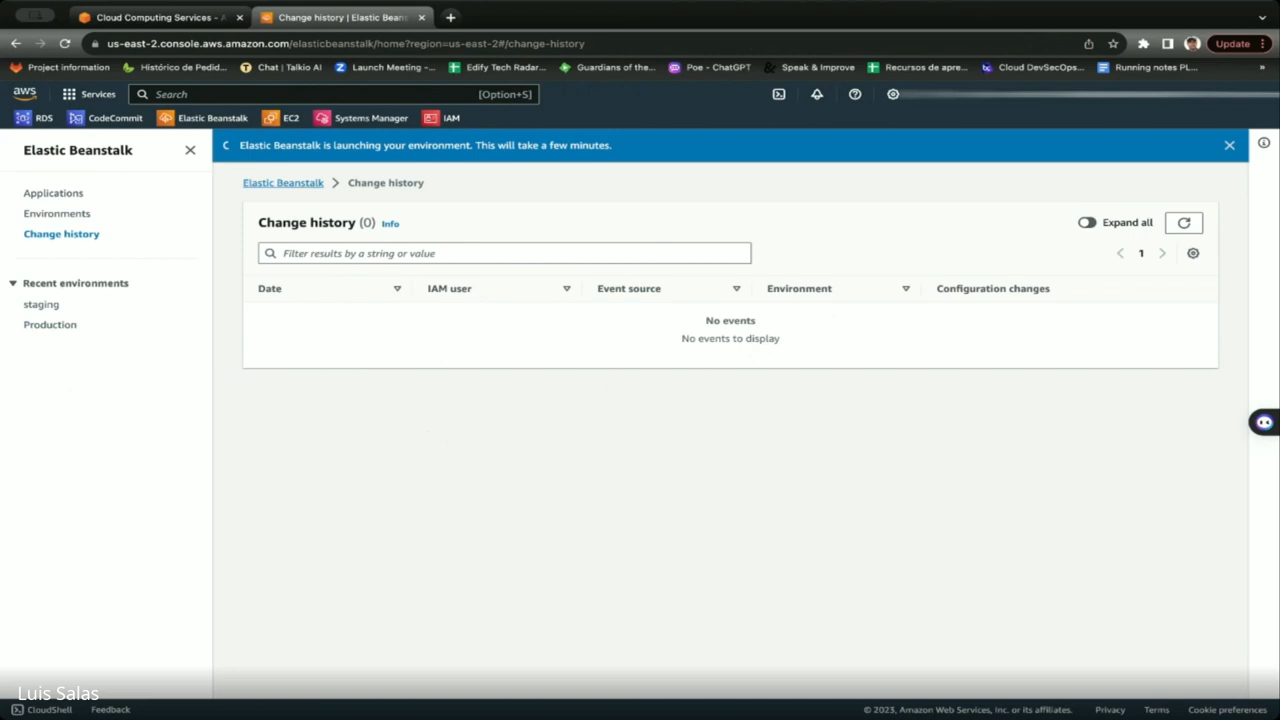 Cloud Computing Services - A
Change history | Elastic Bean
us-east-2.console.aws.amazon.com/elasticbeanstalk/home?region=us-east-2#/change-history
Update
Project information
Histórico de Pedid...
Chat | Talkio AI
Launch Meeting -...
Edify Tech Radar...
Guardians of the...
Poe - ChatGPT
Speak & Improve
Recursos de apre...
Cloud DevSecOps...
Running notes PL...
»
aws
Services
Search
[Option+S]
RDS
CodeCommit
Elastic Beanstalk
EC2
Systems Manager
IAM
Elastic Beanstalk
Elastic Beanstalk is launching your environment. This will take a few minutes.
Applications
Environments
Change history
Recent environments
staging
Production
Elastic Beanstalk > Change history
Change history (0) Info
Expand all
Filter results by a string or value
1
Date
IAM user
Event source
Environment
Configuration changes
No events
No events to display
Luis Salas
CloudShell
Feedback
© 2023, Amazon Web Services, Inc. or its affiliates.
Privacy
Terms
Cookie preferences